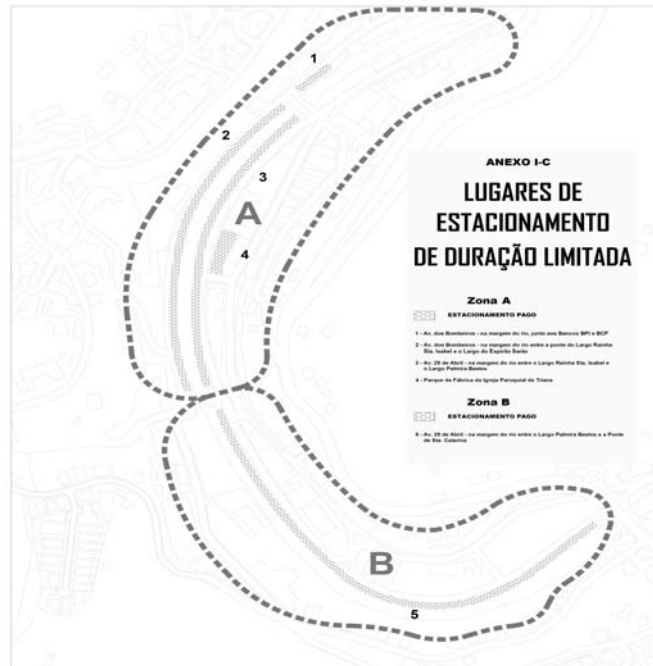 1
2
3
A
4
ANEXO I-C
LUGARES DE
ESTACIONAMENTO
DE DURAÇÃO LIMITADA
Zona A
ESTACIONAMENTO PAGO
1 - Av. dos Bombeiros - na margem do rio, junto aos Bancos BPI e BCP
2 - Av. dos Bombeiros - na margem do rio entre a ponte do Largo Rainha
Sta. Isabel e o Largo do Espírito Santo
3 - Av. 25 de Abril - na margem do rio entre o Largo Rainha Sta. Isabel e
o Largo Palmira Bastos
4 - Parque da Fábrica da Igreja Paroquial de Triana
Zona B
ESTACIONAMENTO PAGO
5 - Av. 25 de Abril - na margem do rio entre o Largo Palmira Bastos e a Ponte
de Sta. Catarina
B
5